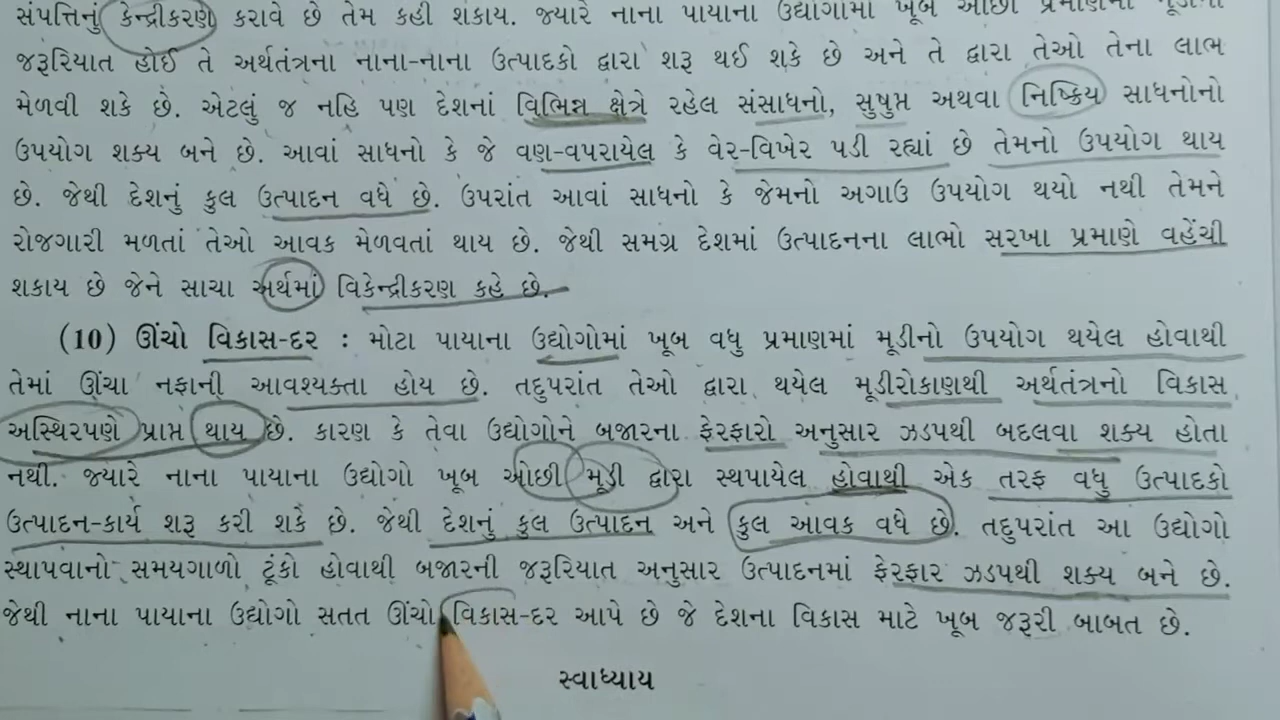 સંપત્તિનું કેન્દ્રીકરણ કરાવે છે તેમ કહી શકાય. જ્યારે નાના પાયાના ઉદ્યોગોમાં ખૂબ ઓછા પ્રમાણમાં મૂડીની
જરૂરિયાત હોઈ તે અર્થતંત્રના નાના-નાના ઉત્પાદકો દ્વારા શરૂ થઈ શકે છે અને તે દ્વારા તેઓ તેના લાભ
મેળવી શકે છે. એટલું જ નહિ પણ દેશનાં વિભિન્ન ક્ષેત્રે રહેલ સંસાધનો, સુષુપ્ત અથવા નિષ્ક્રિય સાધનોનો
ઉપયોગ શક્ય બને છે. આવાં સાધનો કે જે વણ-વપરાયેલ કે વેર-વિખેર પડી રહ્યાં છે તેમનો ઉપયોગ થાય
છે. જેથી દેશનું કુલ ઉત્પાદન વધે છે. ઉપરાંત આવાં સાધનો કે જેમનો અગાઉ ઉપયોગ થયો નથી તેમને
રોજગારી મળતાં તેઓ આવક મેળવતાં થાય છે. જેથી સમગ્ર દેશમાં ઉત્પાદનના લાભો સરખા પ્રમાણે વહેંચી
શકાય છે જેને સાચા અર્થમાં વિકેન્દ્રીકરણ કહે છે.
(10) ઊંચો વિકાસ-દર : મોટા પાયાના ઉદ્યોગોમાં ખૂબ વધુ પ્રમાણમાં મૂડીનો ઉપયોગ થયેલ હોવાથી
તેમાં ઊંચા નફાની આવશ્યક્તા હોય છે. તદુપરાંત તેઓ દ્વારા થયેલ મૂડીરોકાણથી અર્થતંત્રનો વિકાસ
અસ્થિરપણે પ્રાપ્ત થાય છે. કારણ કે તેવા ઉદ્યોગોને બજારના ફેરફારો અનુસાર ઝડપથી બદલવા શક્ય હોતા
નથી. જ્યારે નાના પાયાના ઉદ્યોગો ખૂબ ઓછી મૂડી દ્વારા સ્થપાયેલ હોવાથી એક તરફ વધુ ઉત્પાદકો
ઉત્પાદન-કાર્ય શરૂ કરી શકે છે. જેથી દેશનું કુલ ઉત્પાદન અને કુલ આવક વધે છે. તદુપરાંત આ ઉદ્યોગો
સ્થાપવાનો સમયગાળો ટૂંકો હોવાથી બજારની જરૂરિયાત અનુસાર ઉત્પાદનમાં ફેરફાર ઝડપથી શક્ય બને છે.
જેથી નાના પાયાના ઉદ્યોગો સતત ઊંચો વિકાસ-દર આપે છે જે દેશના વિકાસ માટે ખૂબ જરૂરી બાબત છે.
સ્વાધ્યાય